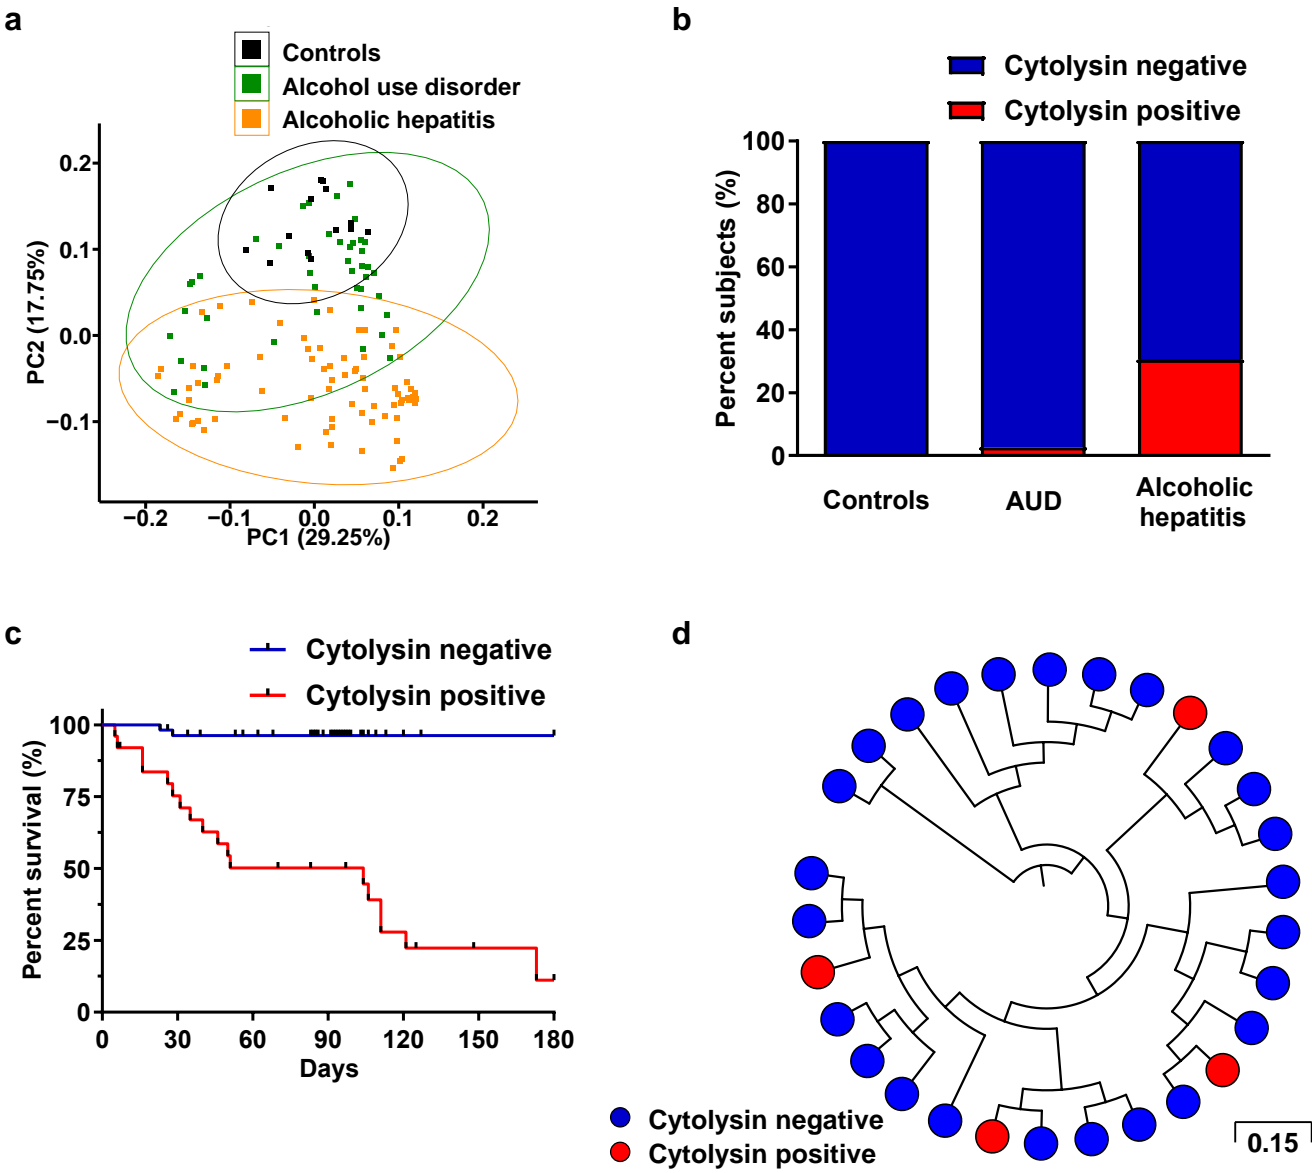 a
Controls
Alcohol use disorder
Alcoholic hepatitis
PC2 (17.75%)
0.2
0.1
0.0
−0.1
−0.2
−0.1
0.0
0.1
0.2
PC1 (29.25%)
b
Cytolysin negative
Cytolysin positive
Percent subjects (%)
100
80
60
40
20
0
Controls
AUD
Alcoholic
hepatitis
c
Cytolysin negative
Cytolysin positive
Percent survival (%)
100
75
50
25
0
0
30
60
90
120
150
180
Days
d
Cytolysin negative
Cytolysin positive
0.15